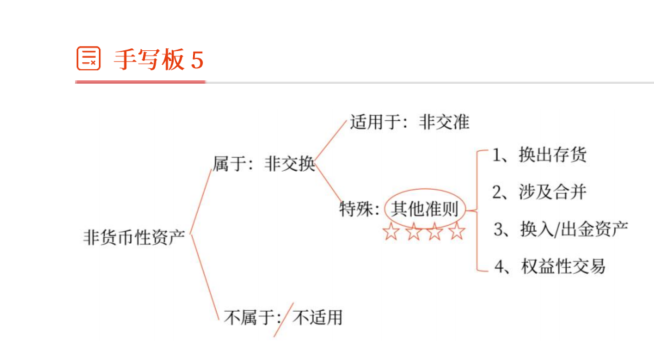 手写板 5
适用于：非交准
属于：非交换
特殊：其他准则
1、换出存货
2、涉及合并
3、换入/出金资产
4、权益性交易
非货币性资产
不属于：不适用